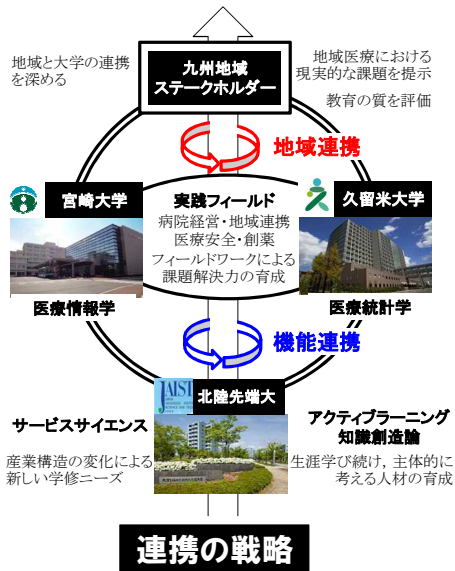 九州地域
ステークホルダー
地域と大学の連携
を深める
地域医療における
現実的な課題を提示
教育の質を評価
地域連携
宮崎大学
実践フィールド
病院経営・地域連携
医療安全・創薬
フィールドワークによる
課題解決力の育成
久留米大学
医療情報学
医療統計学
機能連携
JAIST
北陸先端大
サービスサイエンス
産業構造の変化による
新しい学修ニーズ
アクティブラーニング
知識創造論
生涯学び続け，主体的に
考える人材の育成
連携の戦略